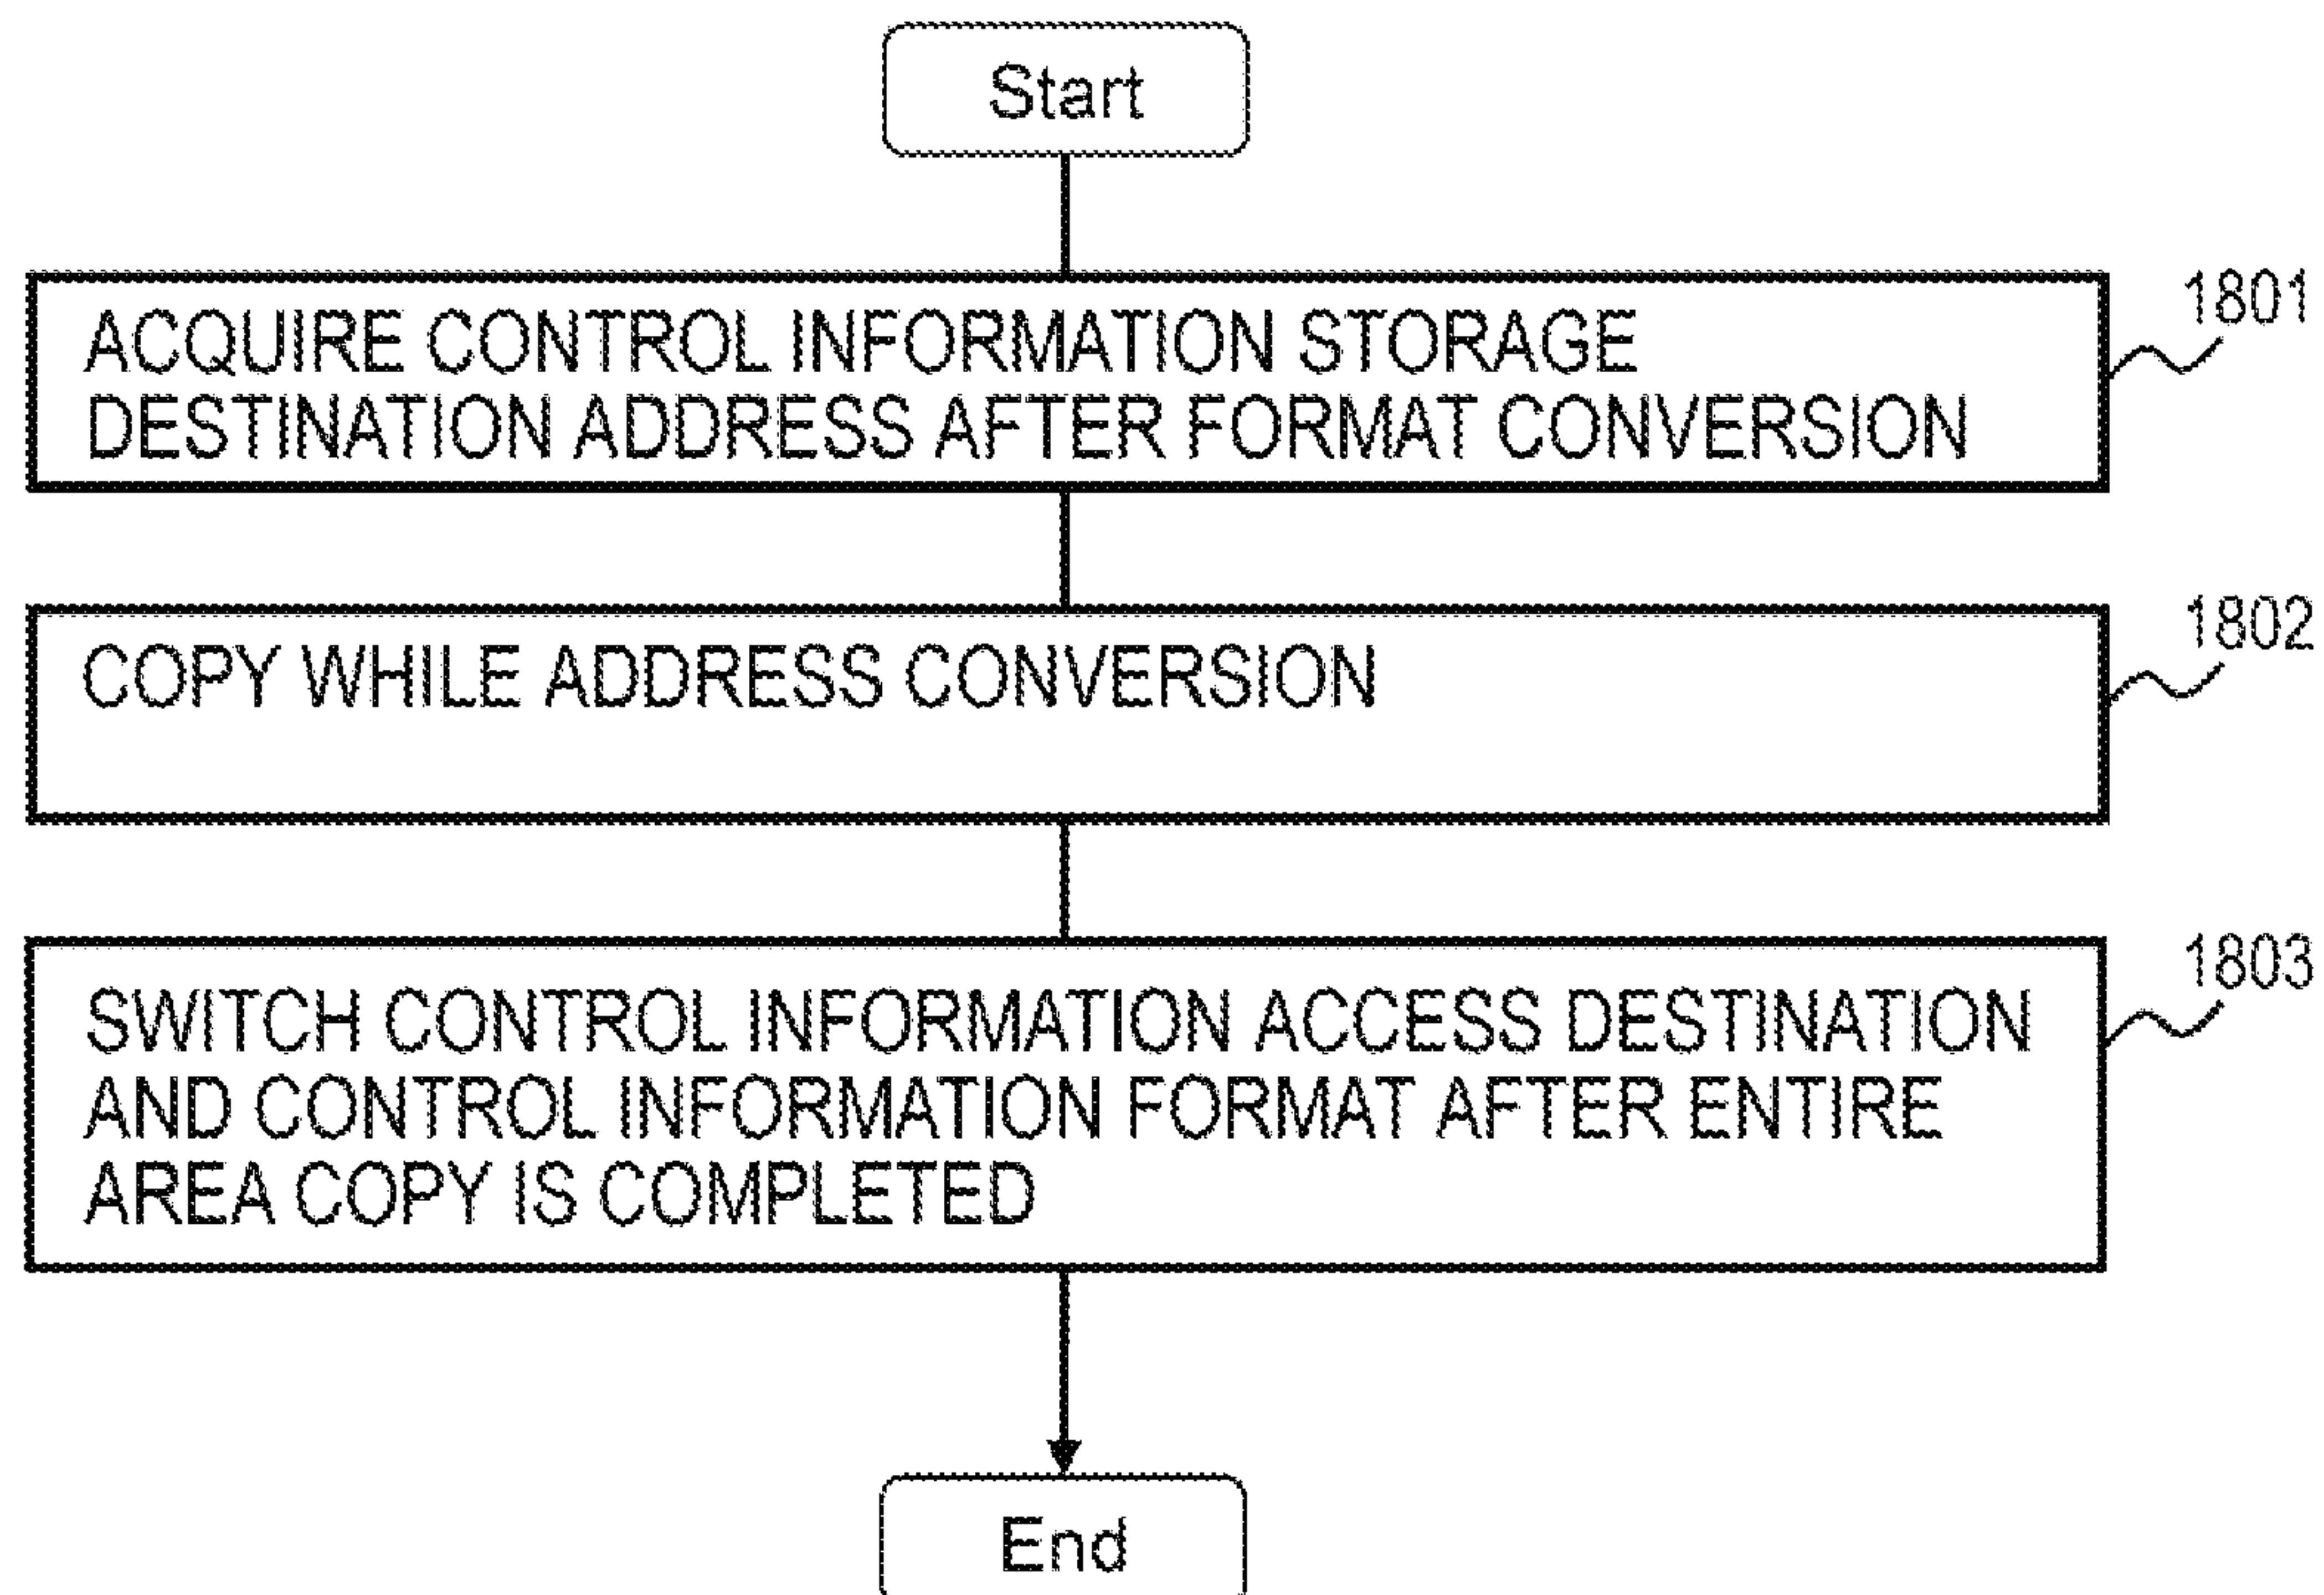 Start
1801
ACQUIRE CONTROL INFORMATION STORAGE
DESTINATION ADDRESS AFTER FORMAT CONVERSION
1802
COPY WHILE ADDRESS CONVERSION
1803
SWITCH CONTROL INFORMATION ACCESS DESTINATION
AND CONTROL INFORMATION FORMAT AFTER ENTIRE
AREA COPY IS COMPLETED
End